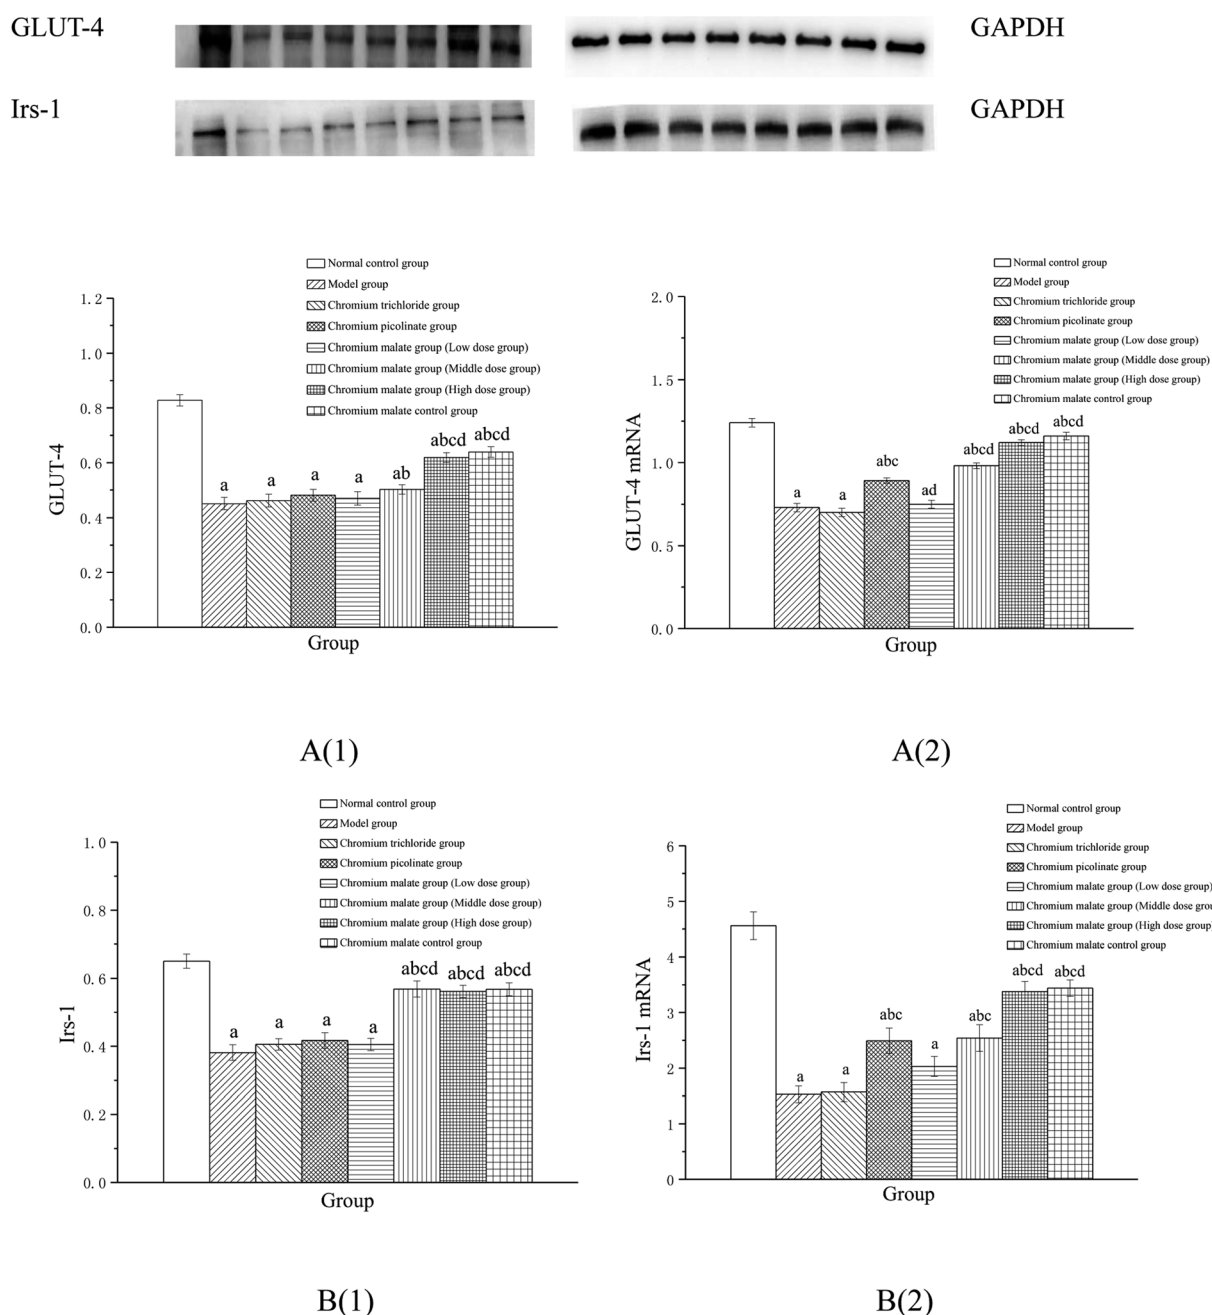 GLUT-4
GAPDH
Irs-1
GAPDH
Normal control group
Model group
Chromium trichloride group
Chromium picolinate group
Chromium malate group (Low dose group)
Chromium malate group (Middle dose group)
Chromium malate group (High dose group)
Chromium malate control group
1.2
1.0
0.8
0.6
0.4
0.2
0.0
GLUT-4
a
a
a
a
ab
abcd
abcd
Group
A(1)
Normal control group
Model group
Chromium trichloride group
Chromium picolinate group
Chromium malate group (Low dose group)
Chromium malate group (Middle dose group)
Chromium malate group (High dose group)
Chromium malate control group
2.0
1.5
1.0
0.5
0.0
GLUT-4 mRNA
a
a
abc
ad
abcd
abcd
abcd
Group
A(2)
Normal control group
Model group
Chromium trichloride group
Chromium picolinate group
Chromium malate group (Low dose group)
Chromium malate group (Middle dose group)
Chromium malate group (High dose group)
Chromium malate control group
1.0
0.8
0.6
0.4
0.2
0.0
Irs-1
a
a
a
a
abcd
abcd
abcd
Group
B(1)
Normal control group
Model group
Chromium trichloride group
Chromium picolinate group
Chromium malate group (Low dose group)
Chromium malate group (Middle dose grou
Chromium malate group (High dose group)
Chromium malate control group
6
5
4
3
2
1
0
Irs-1 mRNA
a
a
abc
a
abc
abcd
abcd
Group
B(2)